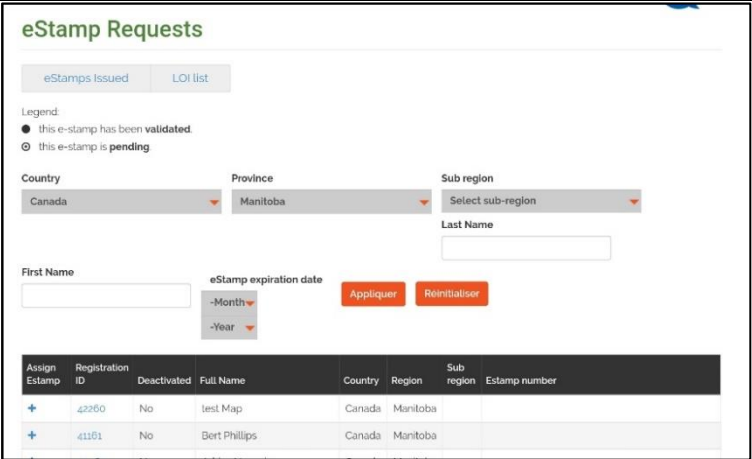 eStamp Requests
eStamps Issued LOI list
Legend:
this e-stamp has been validated.
this e-stamp is pending.
Country Province Sub region
Canada Manitoba Select sub-region
Last Name
First Name eStamp expiration date
-Month Appliquer Réinitialiser
-Year
Assign Estamp Registration ID Deactivated Full Name Country Region Sub region Estamp number
+ 42260 No test Map Canada Manitoba
+ 41161 No Bert Phillips Canada Manitoba